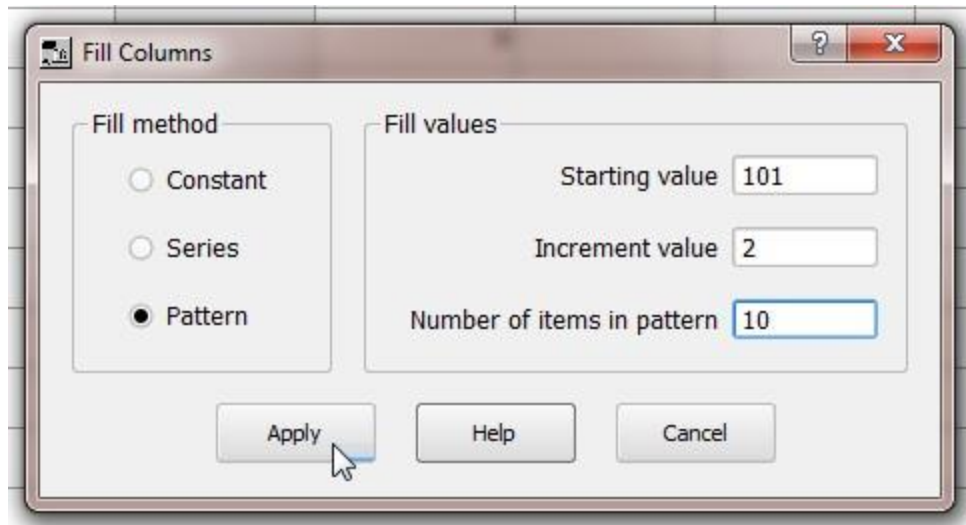 Fill Columns
Fill method
Constant
Series
Pattern
Fill values
Starting value 101
Increment value 2
Number of items in pattern 10
Apply Help Cancel